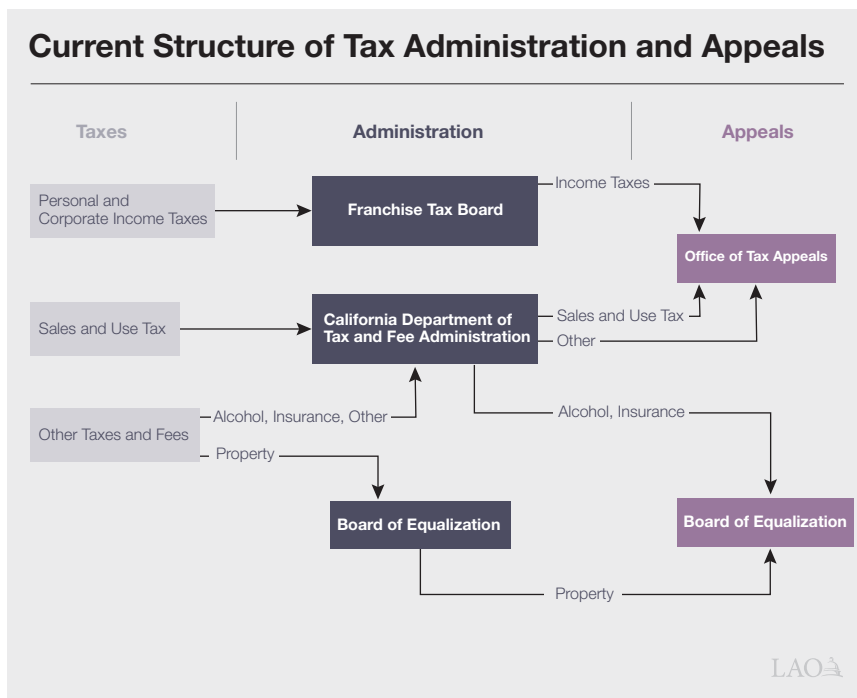 Current Structure of Tax Administration and Appeals
Taxes
Administration
Appeals
Personal and
Corporate Income Taxes
Franchise Tax Board
Income Taxes
Office of Tax Appeals
Sales and Use Tax
California Department of
Tax and Fee Administration
Sales and Use Tax
Other
Other Taxes and Fees
Alcohol, Insurance, Other
Alcohol, Insurance
Property
Board of Equalization
Board of Equalization
Property
LAO